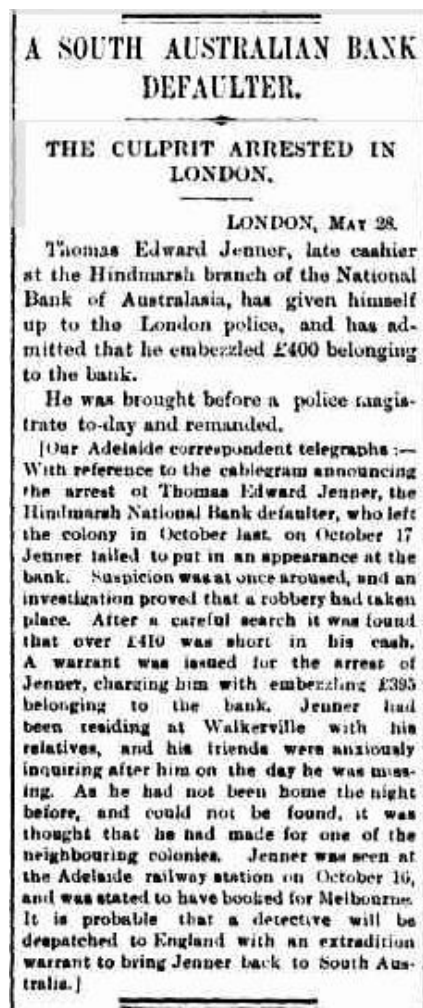 A SOUTH AUSTRALIAN BANK
DEFAULTER.
THE CULPRIT ARRESTED IN
LONDON.
LONDON, MAY 28.
Thomas Edward Jenner, late cashier
at the Hindmarsh branch of the National
Bank of Australasia, has given himself
up to the London police, and has ad-
mitted that he embezzled £400 belonging
to the bank.
He was brought before a police magis-
trate to-day and remanded.
[Our Adelaide correspondent telegraphs :—
With reference to the cablegram announcing
the arrest of Thomas Edward Jenner, the
Hindmarsh National Bank defaulter, who left
the colony in October last, on October 17
Jenner failed to put in an appearance at the
bank. Suspicion was at once aroused, and an
investigation proved that a robbery had taken
place. After a careful search it was found
that over £410 was short in his cash.
A warrant was issued for the arrest of
Jenner, charging him with embezzling £395
belonging to the bank. Jenner had
been residing at Walkerville with his
relatives, and his friends were anxiously
inquiring after him on the day he was miss-
ing. As he had not been home the night
before, and could not be found, it was
thought that he had made for one of the
neighbouring colonies. Jenner was seen at
the Adelaide railway station on October 16,
and was stated to have booked for Melbourne.
It is probable that a detective will be
despatched to England with an extradition
warrant to bring Jenner back to South Aus-
tralia.]